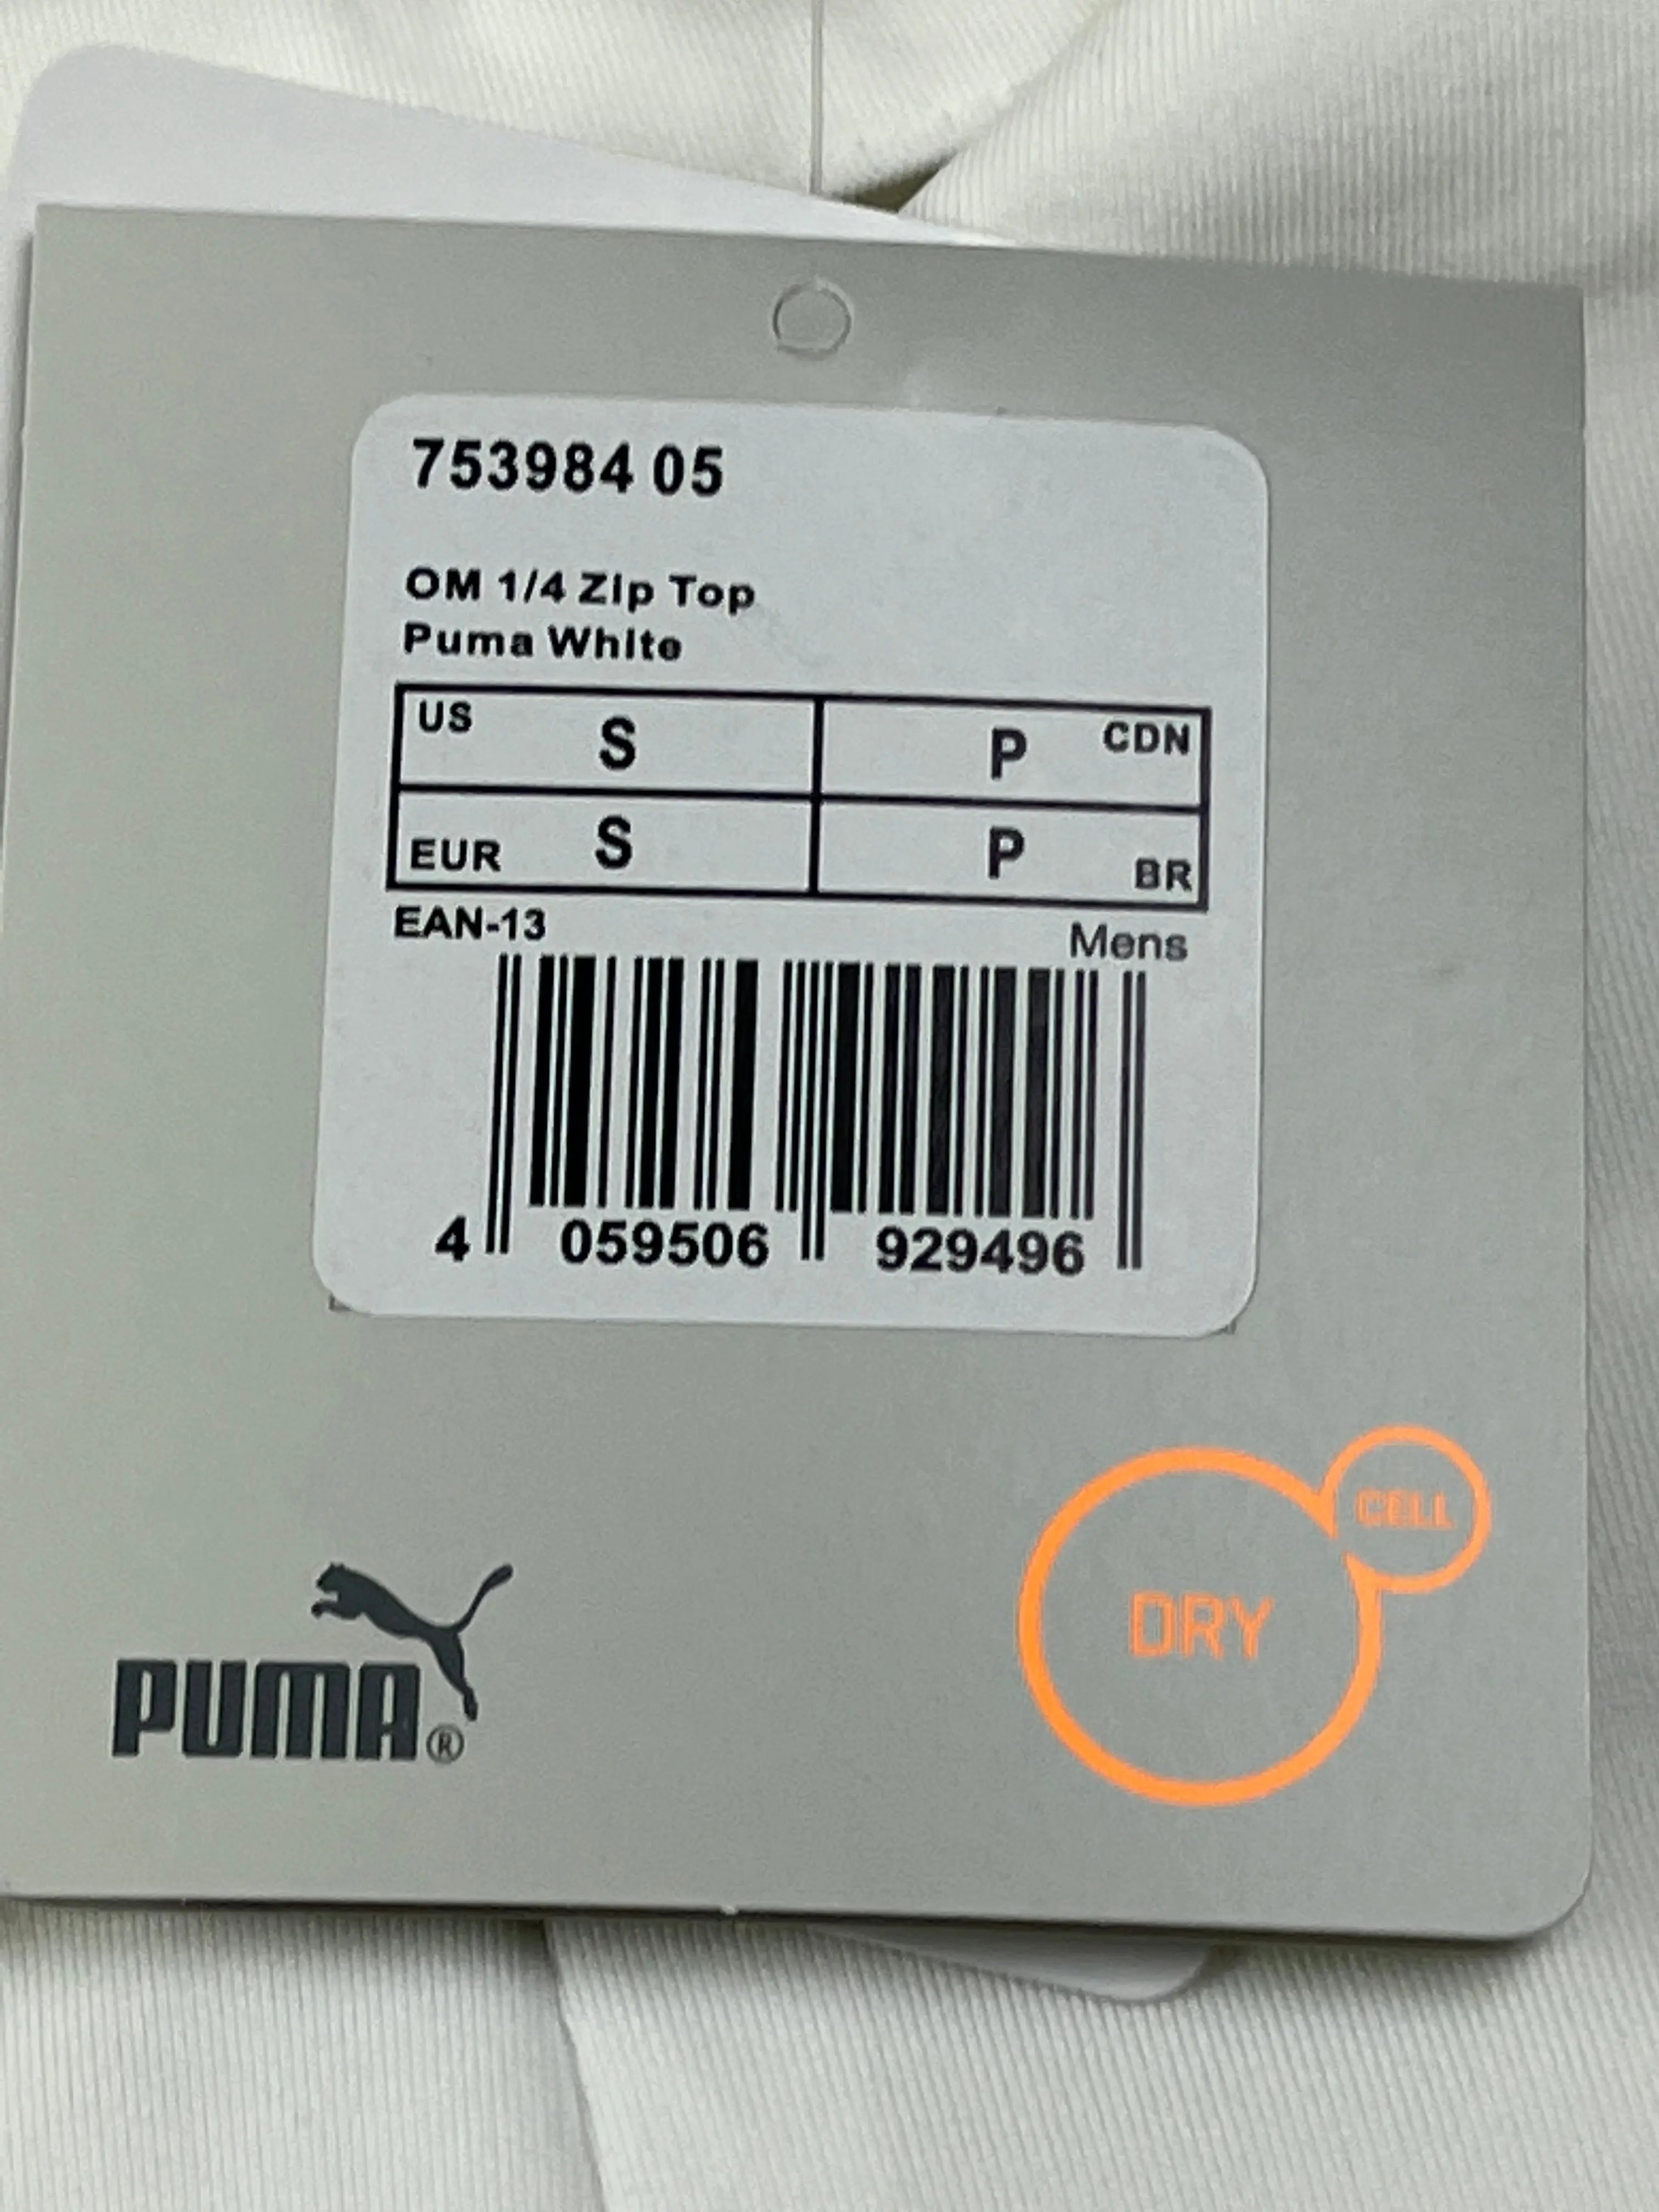 753984 05
OM 1/4 Zip Top
Puma White
US S P CDN
EUR S P BR
EAN-13 Mens
4 059506 929496
CELL
DRY
PUMA®